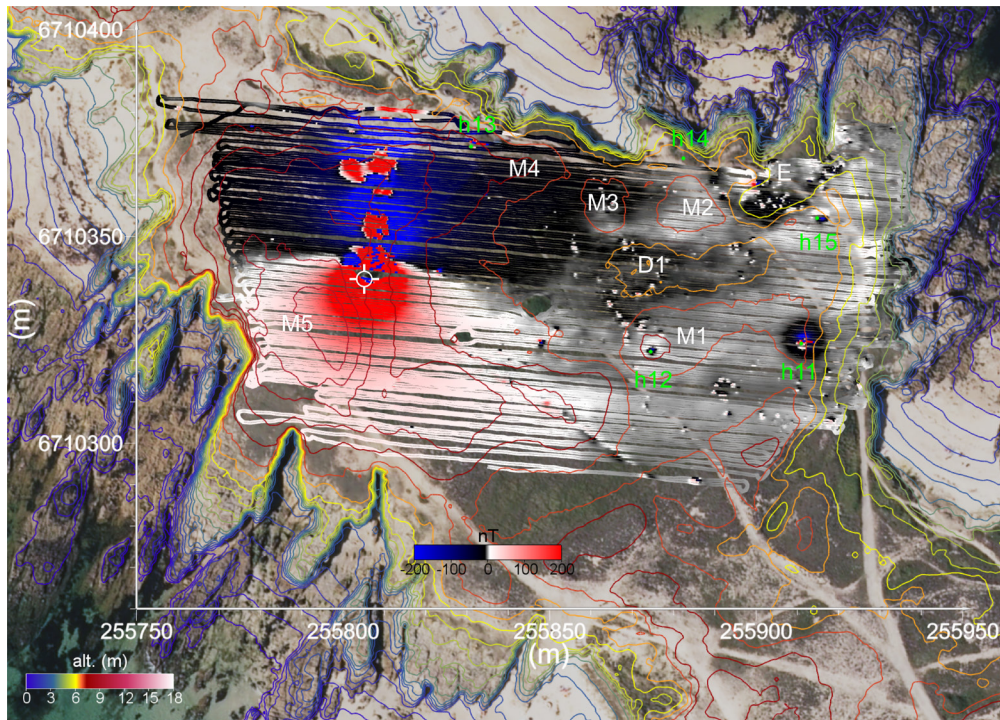 6710400
h13
h14
M4
E
M3
M2
6710350
h15
D1
(m)
M5
M1
h12
h11
6710300
nT
-200 -100 0 100 200
255750 255800 255850 255900 255950
(m)
alt. (m)
0 3 6 9 12 15 18